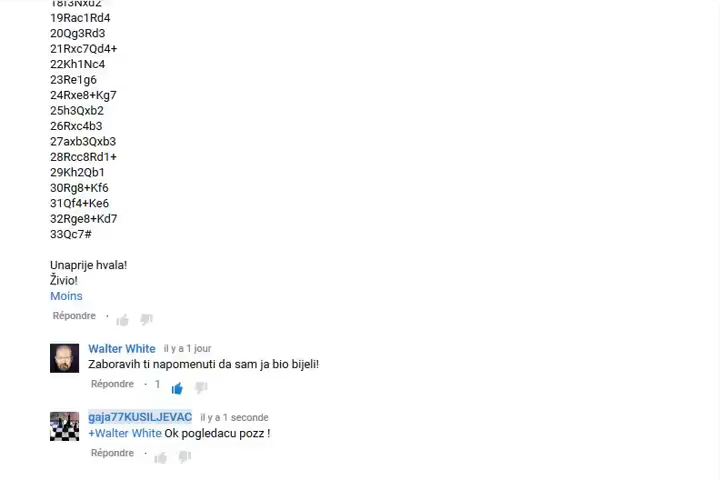 18f3Nxd2
19Rac1Rd4
20Qg3Rd3
21Rxc7Qd4+
22Kh1Nc4
23Re1g6
24Rxe8+Kg7
25h3Qxb2
26Rxc4b3
27axb3Qxb3
28Rcc8Rd1+
29Kh2Qb1
30Rg8+Kf6
31Qf4+Ke6
32Rge8+Kd7
33Qc7#
Unaprije hvala!
Živio!
Moins
Répondre ·
Walter White il y a 1 jour
Zaboravih ti napomenuti da sam ja bio bijeli!
Répondre · 1
gaja77KUSILJEVAC il y a 1 seconde
+Walter White Ok pogledacu pozz !
Répondre ·